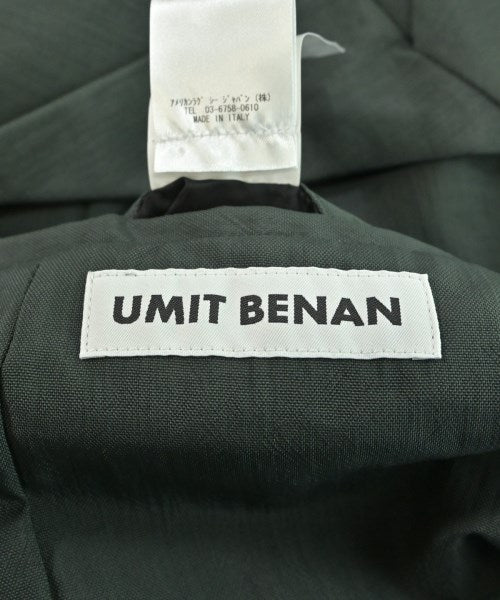 アメリカンラグ シー ジャパン (株)
TEL 03-6758-0610
MADE IN ITALY
UMIT BENAN